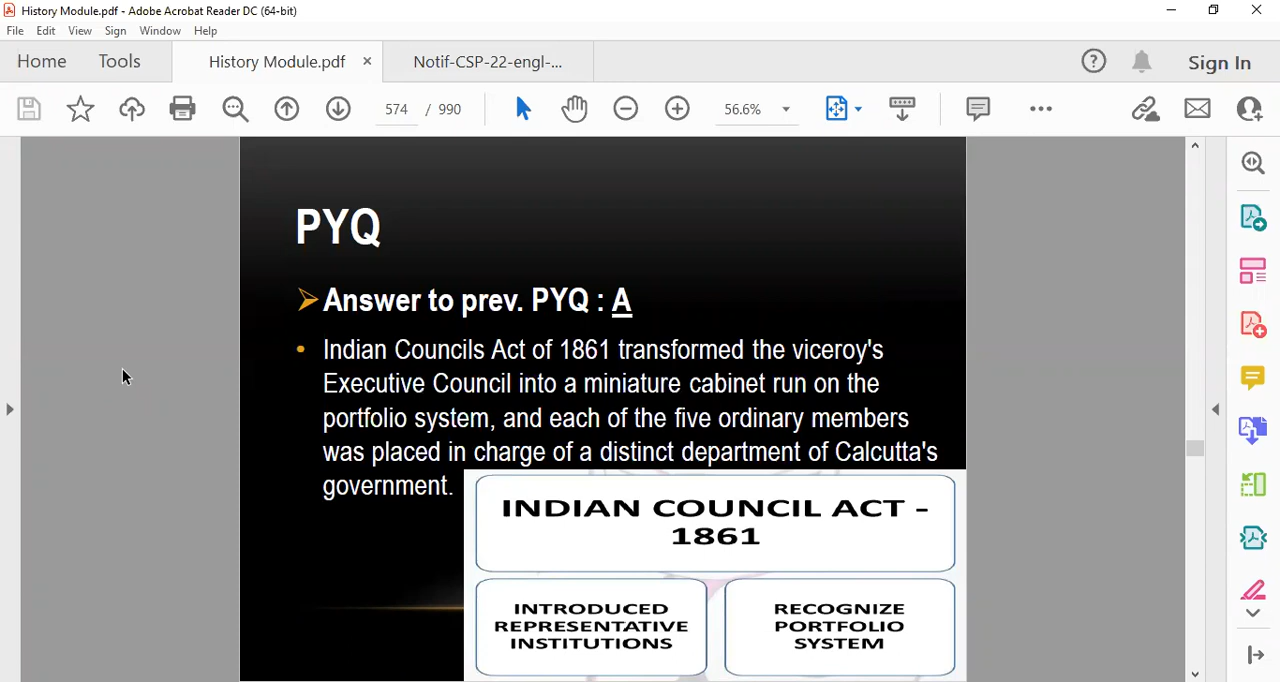 History Module.pdf - Adobe Acrobat Reader DC (64-bit)
File Edit View Sign Window Help
Home Tools History Module.pdf × Notif-CSP-22-engl-... Sign In
574 / 990 56.6%
PYQ
Answer to prev. PYQ : A
• Indian Councils Act of 1861 transformed the viceroy's
Executive Council into a miniature cabinet run on the
portfolio system, and each of the five ordinary members
was placed in charge of a distinct department of Calcutta's
government.
INDIAN COUNCIL ACT -
1861
INTRODUCED
REPRESENTATIVE
INSTITUTIONS
RECOGNIZE
PORTFOLIO
SYSTEM